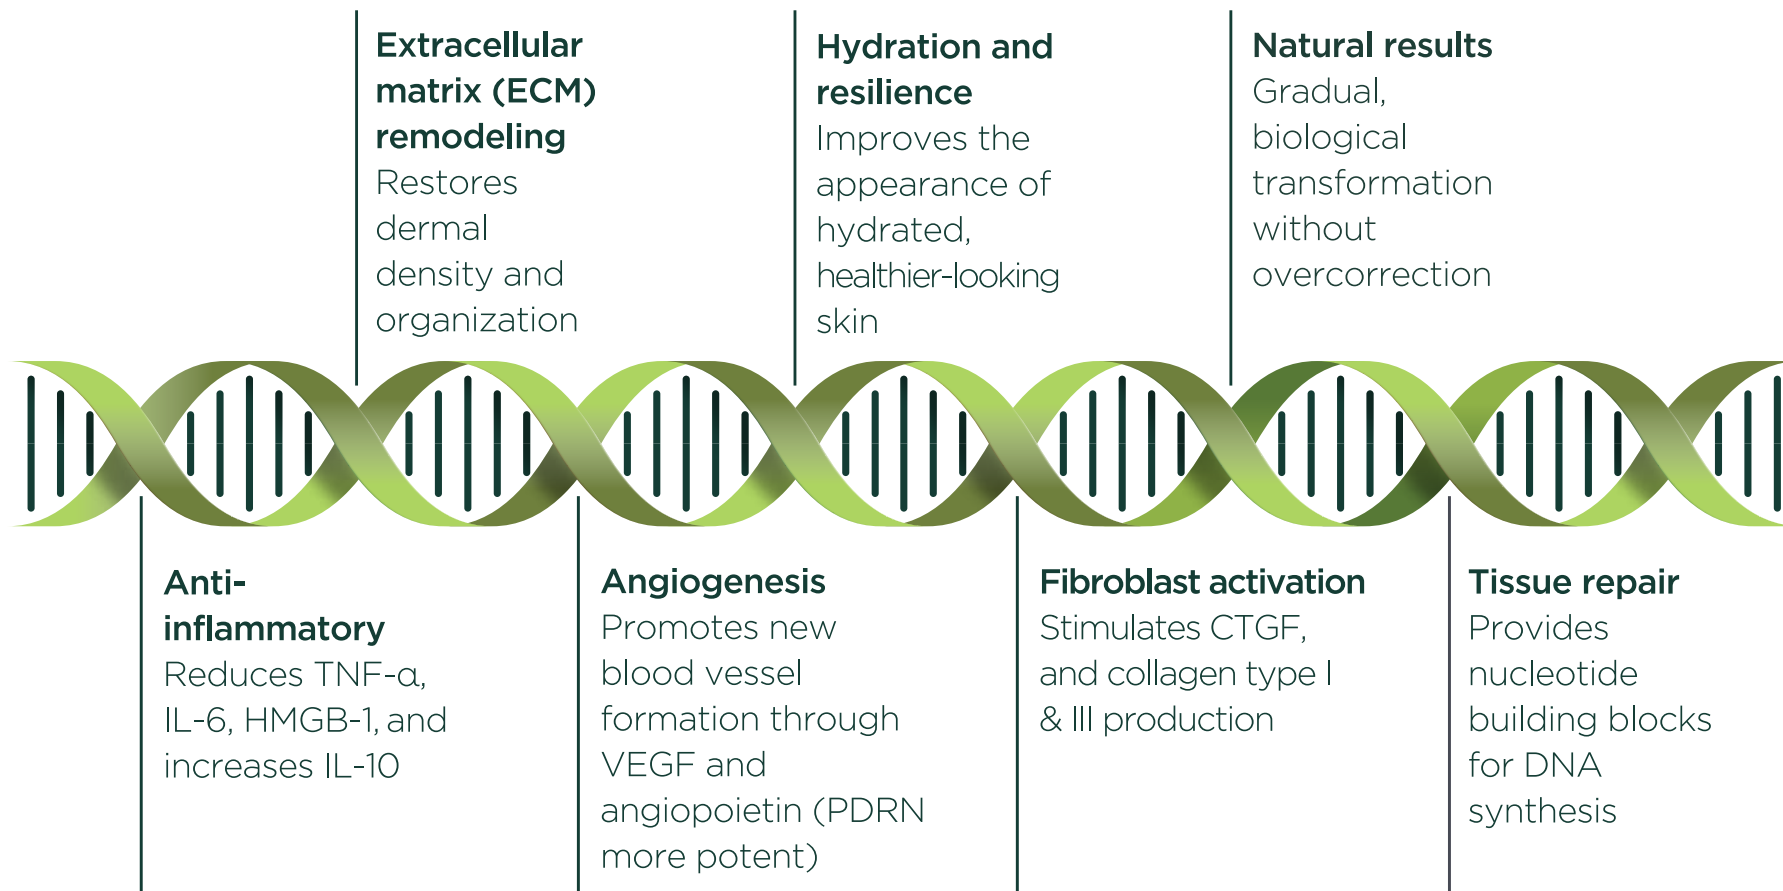 Extracellular
matrix (ECM)
remodeling
Restores
dermal
density and
organization
Hydration and
resilience
Improves the
appearance of
hydrated,
healthier-looking
skin
Natural results
Gradual,
biological
transformation
without
overcorrection
Anti-
inflammatory
Reduces TNF-α,
IL-6, HMGB-1, and
increases IL-10
Angiogenesis
Promotes new
blood vessel
formation through
VEGF and
angiopoietin (PDRN
more potent)
Fibroblast activation
Stimulates CTGF,
and collagen type I
& III production
Tissue repair
Provides
nucleotide
building blocks
for DNA
synthesis